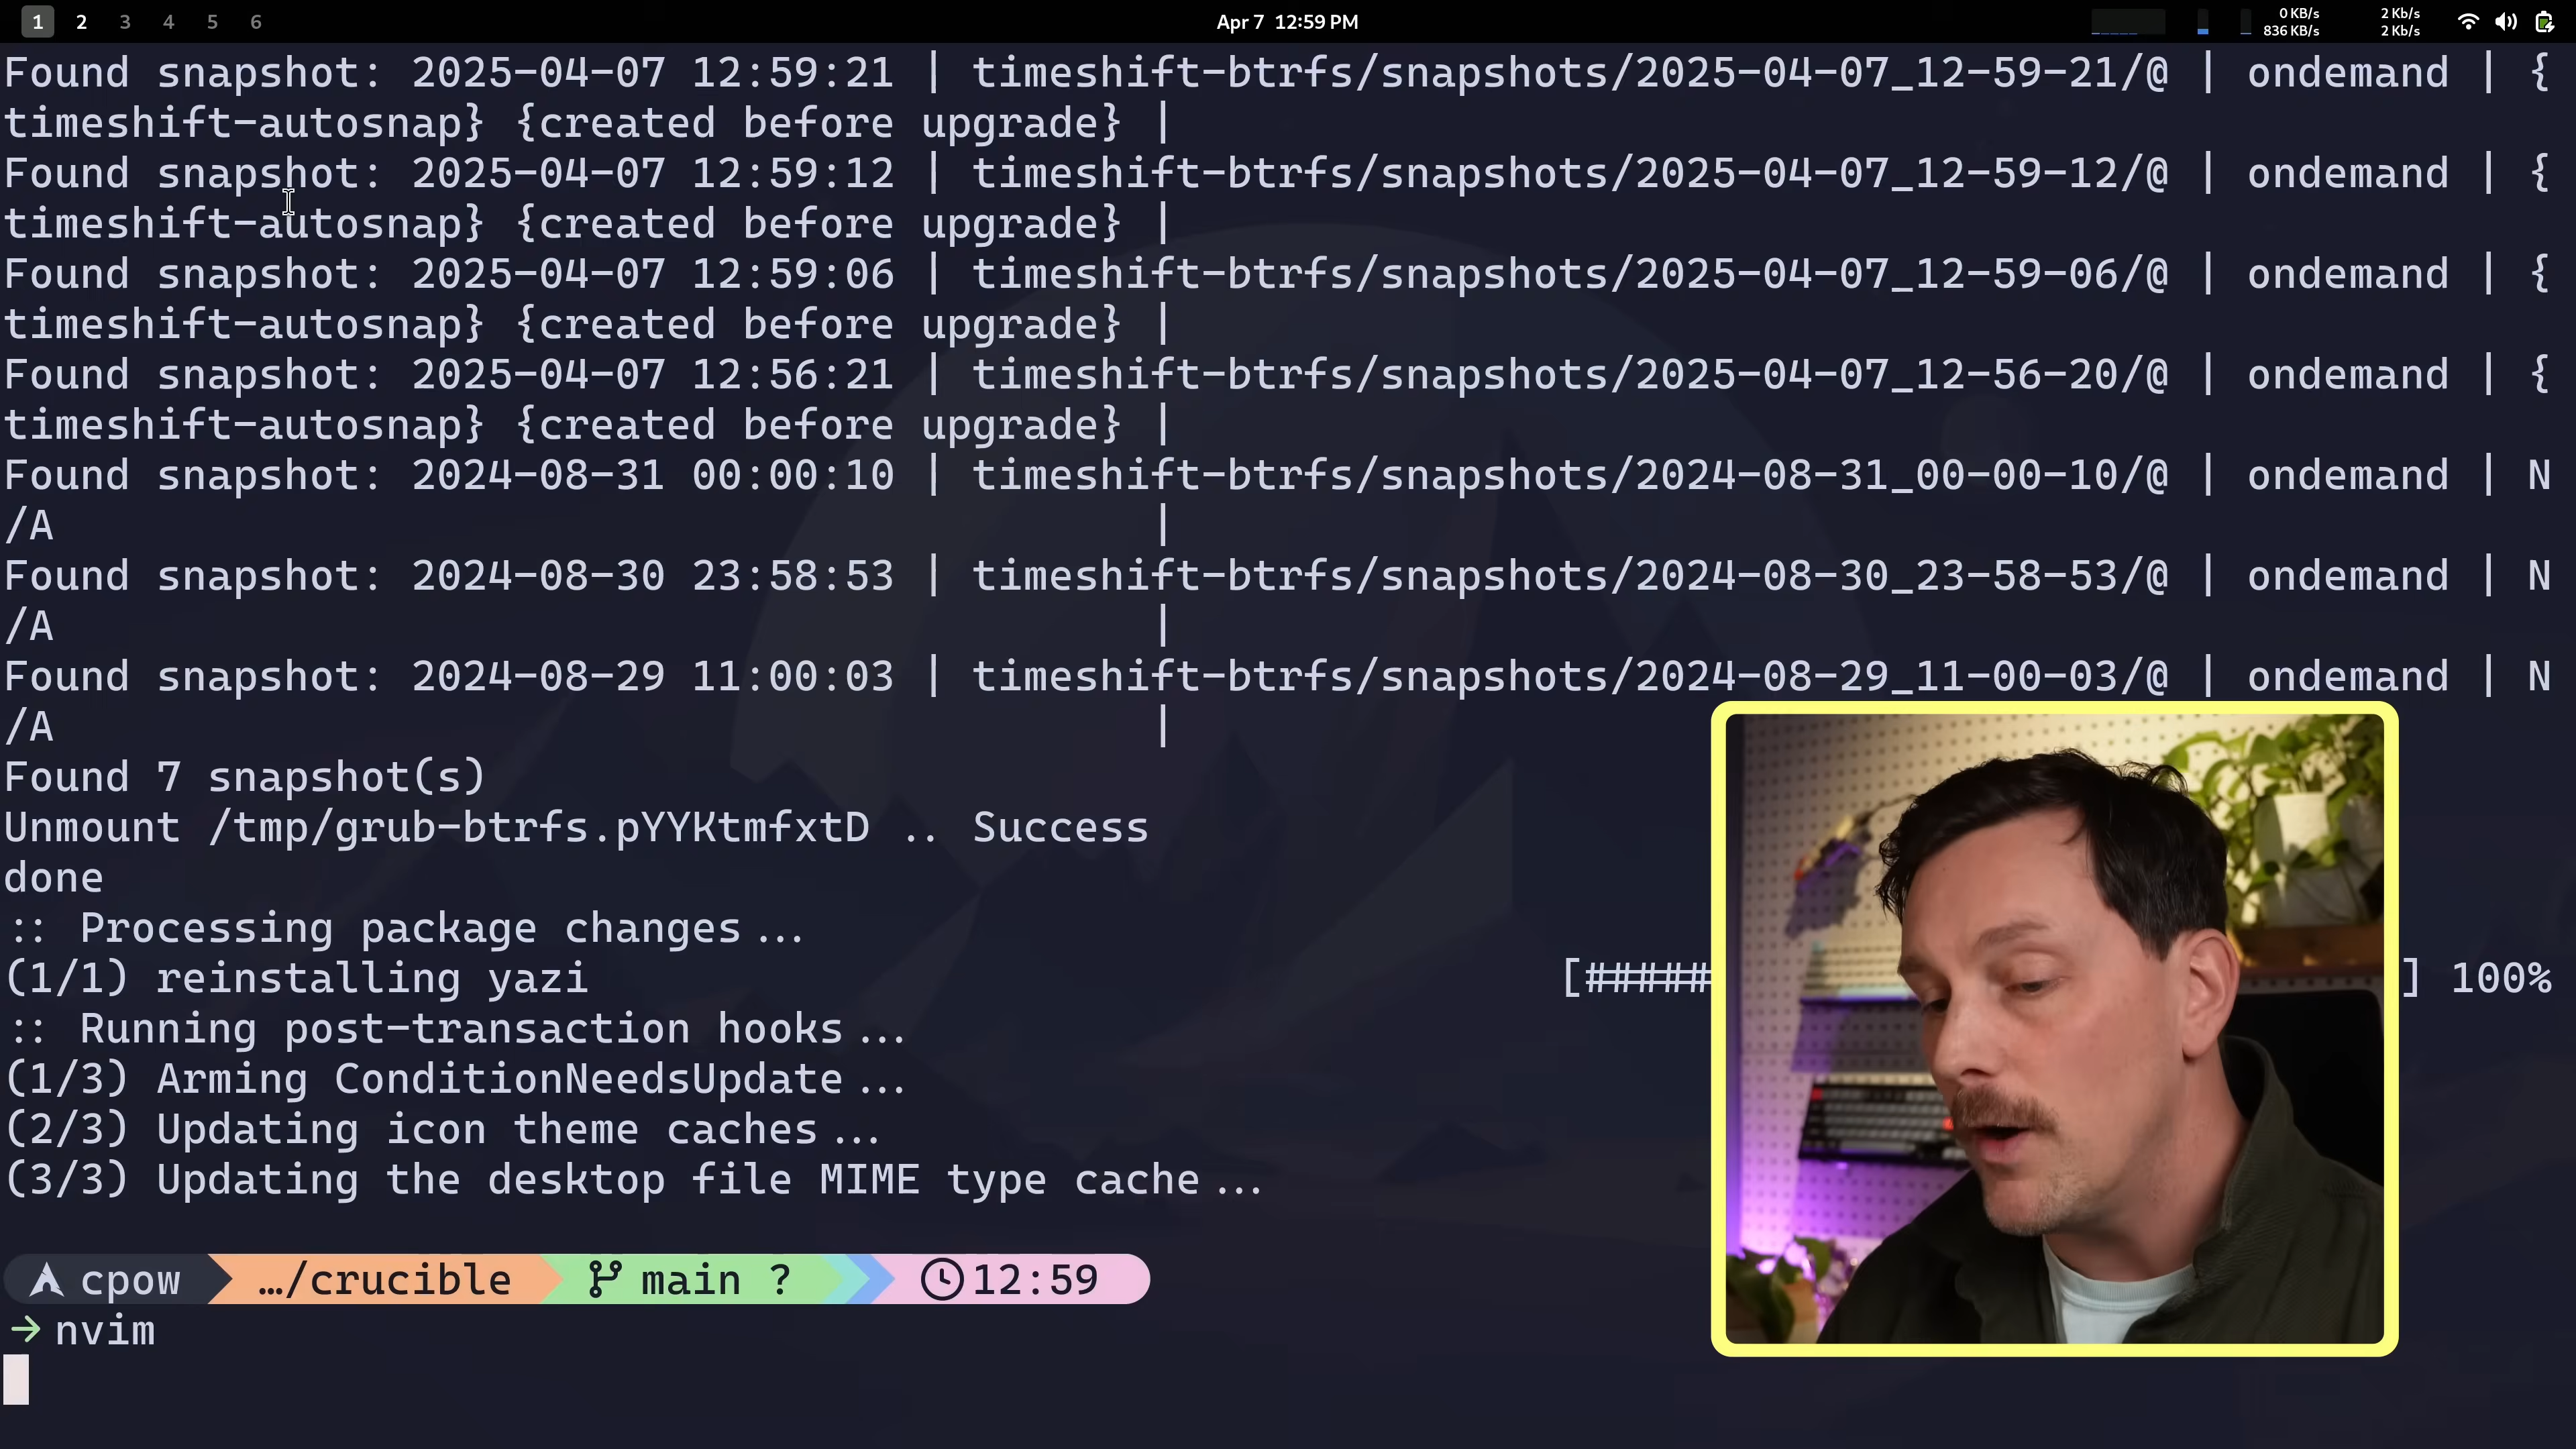 1 2 3 4 5 6 Apr 7 12:59 PM 0 KB/s 2 Kb/s
836 KB/s 2 Kb/s
Found snapshot: 2025-04-07 12:59:21 | timeshift-btrfs/snapshots/2025-04-07_12-59-21/@ | ondemand | {
timeshift-autosnap} {created before upgrade} |
Found snapshot: 2025-04-07 12:59:12 | timeshift-btrfs/snapshots/2025-04-07_12-59-12/@ | ondemand | {
timeshift-autosnap} {created before upgrade} |
Found snapshot: 2025-04-07 12:59:06 | timeshift-btrfs/snapshots/2025-04-07_12-59-06/@ | ondemand | {
timeshift-autosnap} {created before upgrade} |
Found snapshot: 2025-04-07 12:56:21 | timeshift-btrfs/snapshots/2025-04-07_12-56-20/@ | ondemand | {
timeshift-autosnap} {created before upgrade} |
Found snapshot: 2024-08-31 00:00:10 | timeshift-btrfs/snapshots/2024-08-31_00-00-10/@ | ondemand | N
/A |
Found snapshot: 2024-08-30 23:58:53 | timeshift-btrfs/snapshots/2024-08-30_23-58-53/@ | ondemand | N
/A |
Found snapshot: 2024-08-29 11:00:03 | timeshift-btrfs/snapshots/2024-08-29_11-00-03/@ | ondemand | N
/A |
Found 7 snapshot(s)
Unmount /tmp/grub-btrfs.pYYKtmfxtD .. Success
done
:: Processing package changes...
(1/1) reinstalling yazi [##### ] 100%
:: Running post-transaction hooks...
(1/3) Arming ConditionNeedsUpdate...
(2/3) Updating icon theme caches...
(3/3) Updating the desktop file MIME type cache...
cpow …/crucible main ? 12:59
→ nvim